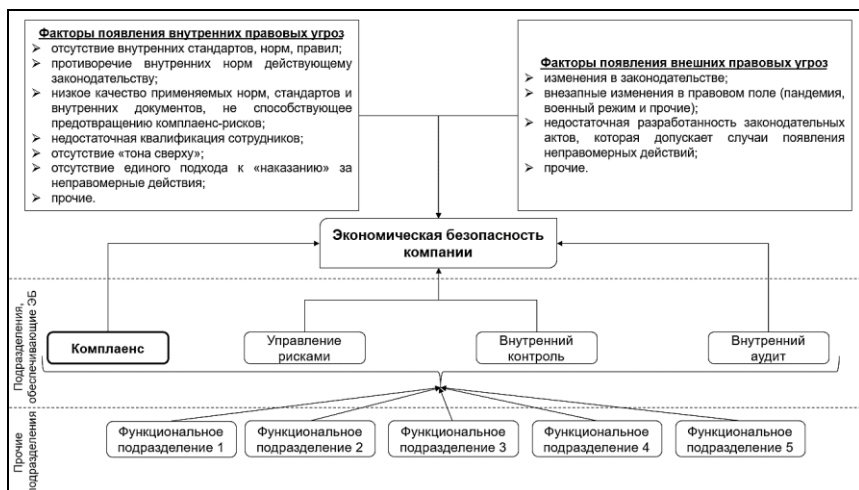 Факторы появления внутренних правовых угроз
➢ отсутствие внутренних стандартов, норм, правил;
➢ противоречие внутренних норм действующему
законодательству;
➢ низкое качество применяемых норм, стандартов и
внутренних документов, не способствующее
предотвращению комплаенс-рисков;
➢ недостаточная квалификация сотрудников;
➢ отсутствие «тона сверху»;
➢ отсутствие единого подхода к «наказанию» за
неправомерные действия;
➢ прочие.
Факторы появления внешних правовых угроз
➢ изменения в законодательстве;
➢ внезапные изменения в правовом поле (пандемия,
военный режим и прочие);
➢ недостаточная разработанность законодательных
актов, которая допускает случаи появления
неправомерных действий;
➢ прочие.
Экономическая безопасность
компании
Подразделения,
обеспечивающие ЭБ
Комплаенс
Управление
рисками
Внутренний
контроль
Внутренний
аудит
Прочие
подразделения
Функциональное
подразделение 1
Функциональное
подразделение 2
Функциональное
подразделение 3
Функциональное
подразделение 4
Функциональное
подразделение 5